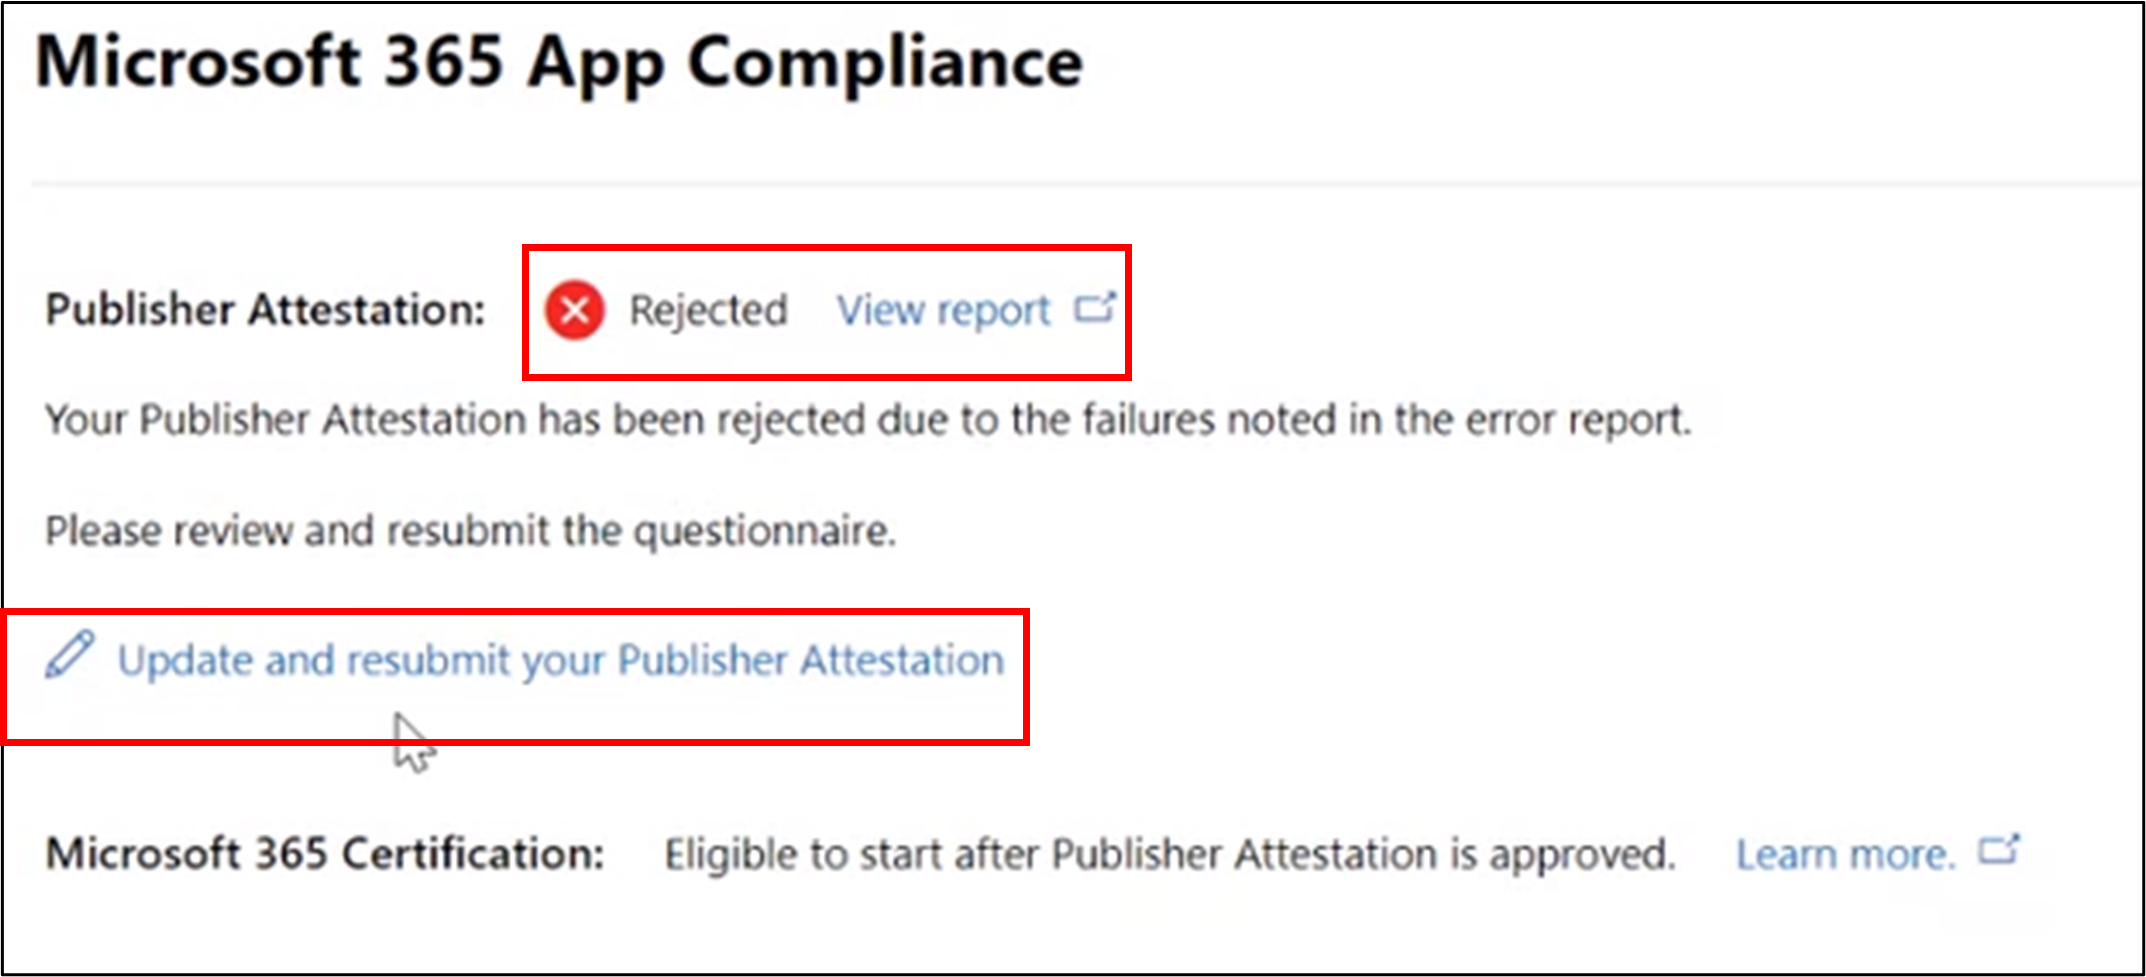 Microsoft 365 App Compliance
Publisher Attestation: Rejected View report
Your Publisher Attestation has been rejected due to the failures noted in the error report.
Please review and resubmit the questionnaire.
Update and resubmit your Publisher Attestation
Microsoft 365 Certification: Eligible to start after Publisher Attestation is approved. Learn more.